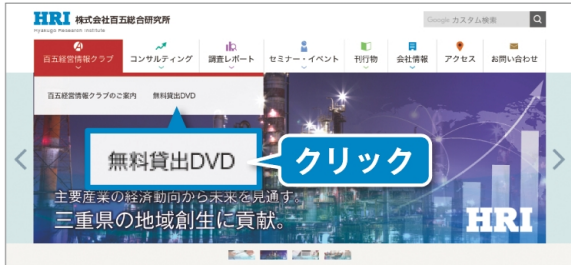 HRI 株式会社百五総合研究所
Hyakugo Research Institute
Google カスタム検索
百五経営情報クラブ
コンサルティング
調査レポート
セミナー・イベント
刊行物
会社情報
アクセス
お問い合わせ
百五経営情報クラブのご案内
無料貸出DVD
無料貸出DVD
クリック
主要産業の経済動向から未来を見通す。
三重県の地域創生に貢献。
HRI